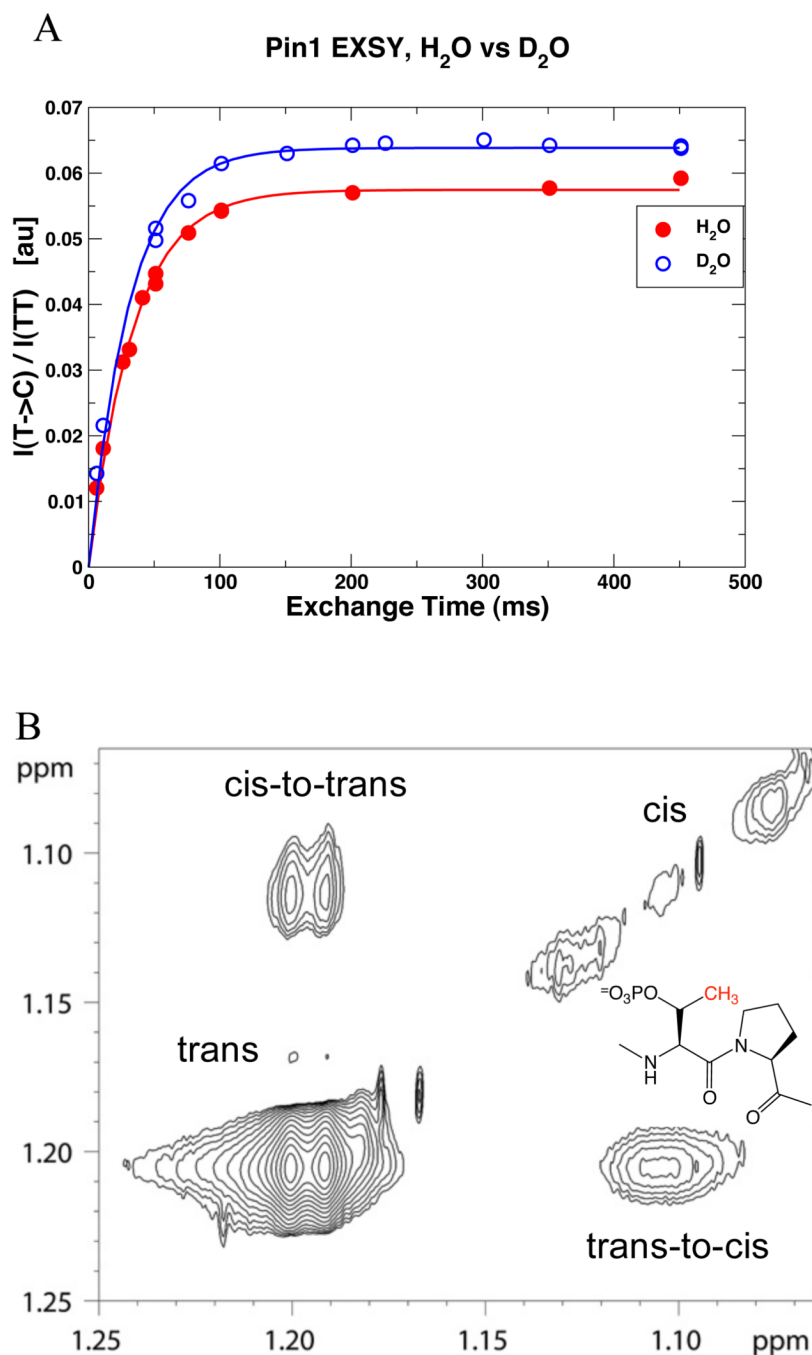 A
Pin1 EXSY, H₂O vs D₂O
0.07
0.06
0.05
0.04
0.03
0.02
0.01
0
I(T->C) / I(TT) [au]
H₂O
D₂O
0 100 200 300 400 500
Exchange Time (ms)
B
ppm
cis-to-trans
cis
1.10
1.15
=O₃PO
CH₃
N
N
H
O
O
trans
1.20
trans-to-cis
1.25
1.25 1.20 1.15 1.10 ppm